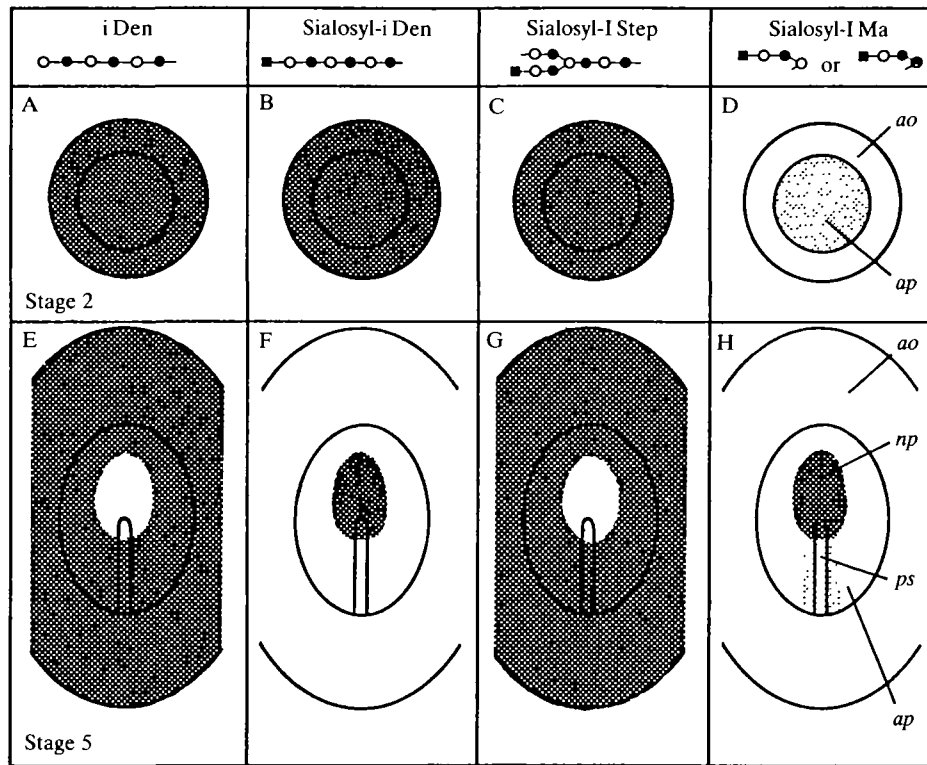 i Den
Sialosyl-i Den
Sialosyl-I Step
Sialosyl-I Ma
or
A
B
C
D
ao
ap
Stage 2
E
F
G
H
ao
np
ps
ap
Stage 5